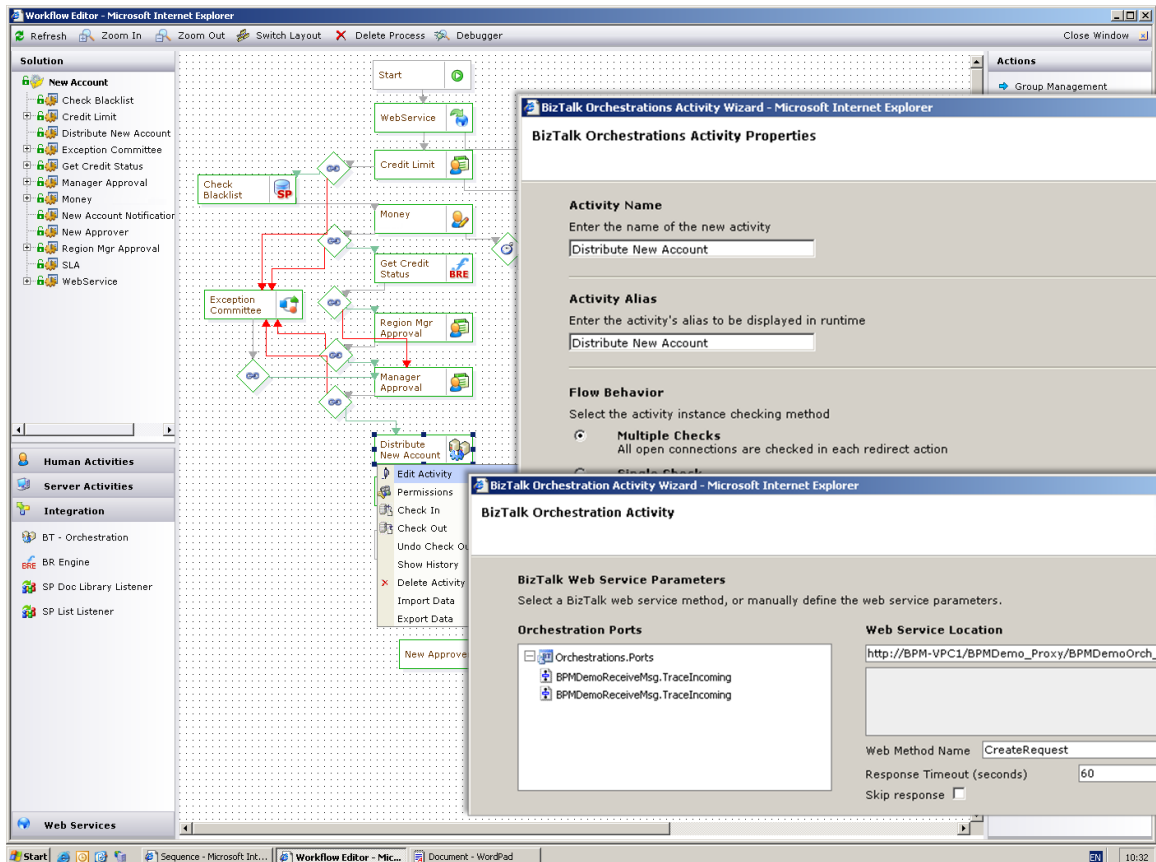 Workflow Editor - Microsoft Internet Explorer
Refresh Zoom In Zoom Out Switch Layout Delete Process Debugger Close Window
Solution
New Account
Check Blacklist
Credit Limit
Distribute New Account
Exception Committee
Get Credit Status
Manager Approval
Money
New Account Notification
New Approver
Region Mgr Approval
SLA
WebService
Human Activities
Server Activities
Integration
BT - Orchestration
BR Engine
SP Doc Library Listener
SP List Listener
Web Services
Start
WebService
Credit Limit
Check
Blacklist
SP
Money
Get Credit
Status
BRE
Exception
Committee
Region Mgr
Approval
Manager
Approval
Distribute
New Account
Edit Activity
Permissions
Check In
Check Out
Undo Check Ou
Show History
Delete Activity
Import Data
Export Data
New Approve
Actions
Group Management
BizTalk Orchestrations Activity Wizard - Microsoft Internet Explorer
BizTalk Orchestrations Activity Properties
Activity Name
Enter the name of the new activity
Distribute New Account
Activity Alias
Enter the activity's alias to be displayed in runtime
Distribute New Account
Flow Behavior
Select the activity instance checking method
Multiple Checks
All open connections are checked in each redirect action
BizTalk Orchestration Activity Wizard - Microsoft Internet Explorer
BizTalk Orchestration Activity
BizTalk Web Service Parameters
Select a BizTalk web service method, or manually define the web service parameters.
Orchestration Ports
Orchestrations.Ports
BPMDemoReceiveMsg.TraceIncoming
BPMDemoReceiveMsg.TraceIncoming
Web Service Location
http://BPM-VPC1/BPMDemo_Proxy/BPMDemoOrch_
Web Method Name CreateRequest
Response Timeout (seconds) 60
Skip response
Start Sequence - Microsoft Int... Workflow Editor - Mic... Document - WordPad EN 10:32